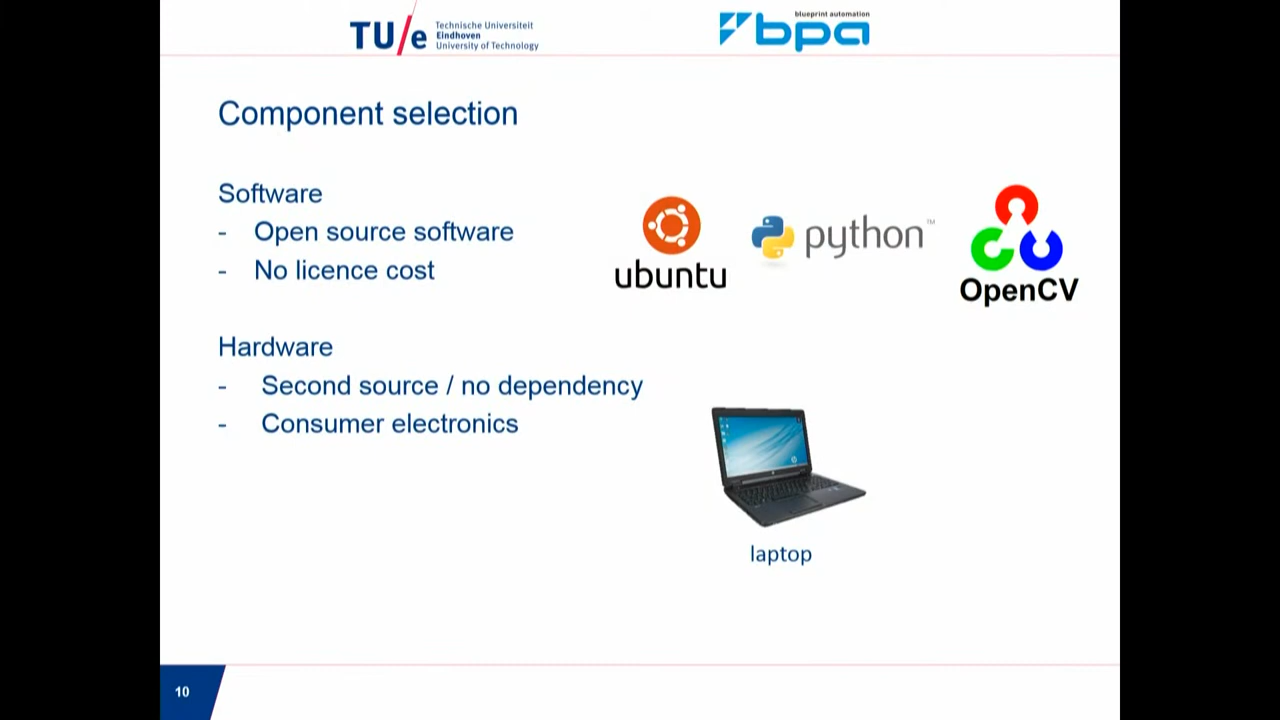 TU/e Technische Universiteit
Eindhoven
University of Technology
blueprint automation
bpa
Component selection
Software
- Open source software
- No licence cost
ubuntu
python™
OpenCV
Hardware
- Second source / no dependency
- Consumer electronics
laptop
10